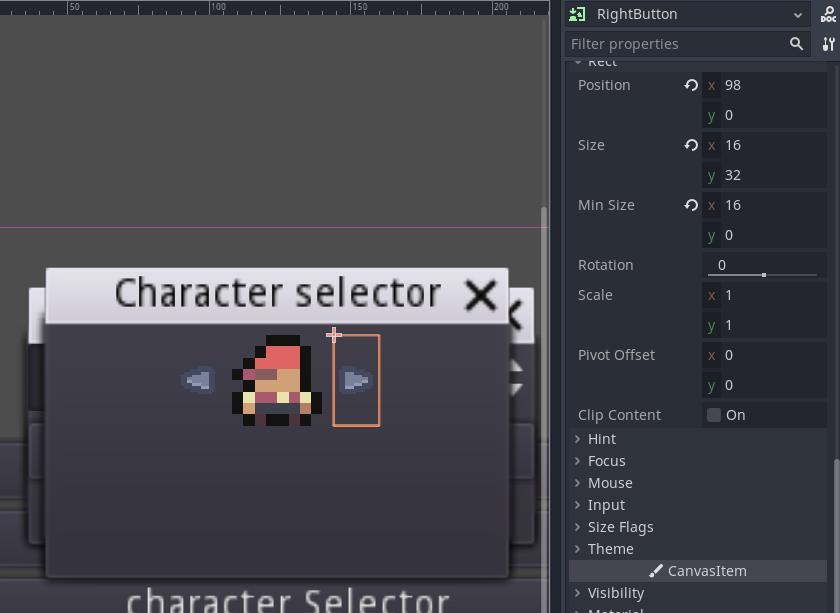 50
100
150
200
RightButton
DOC
Filter properties
Rect
Position
x 98
y 0
Size
x 16
y 32
Min Size
x 16
y 0
Rotation
0
Scale
x 1
y 1
Pivot Offset
x 0
y 0
Clip Content
On
Hint
Focus
Mouse
Input
Size Flags
Theme
CanvasItem
Visibility
Material
Character selector
character Selector